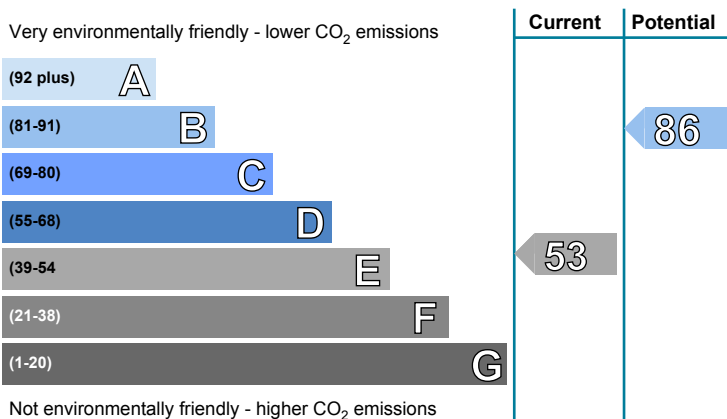 Current Potential
Very environmentally friendly - lower CO2 emissions
(92 plus) A
(81-91) B
86
(69-80) C
(55-68) D
(39-54 E
53
(21-38) F
(1-20) G
Not environmentally friendly - higher CO2 emissions